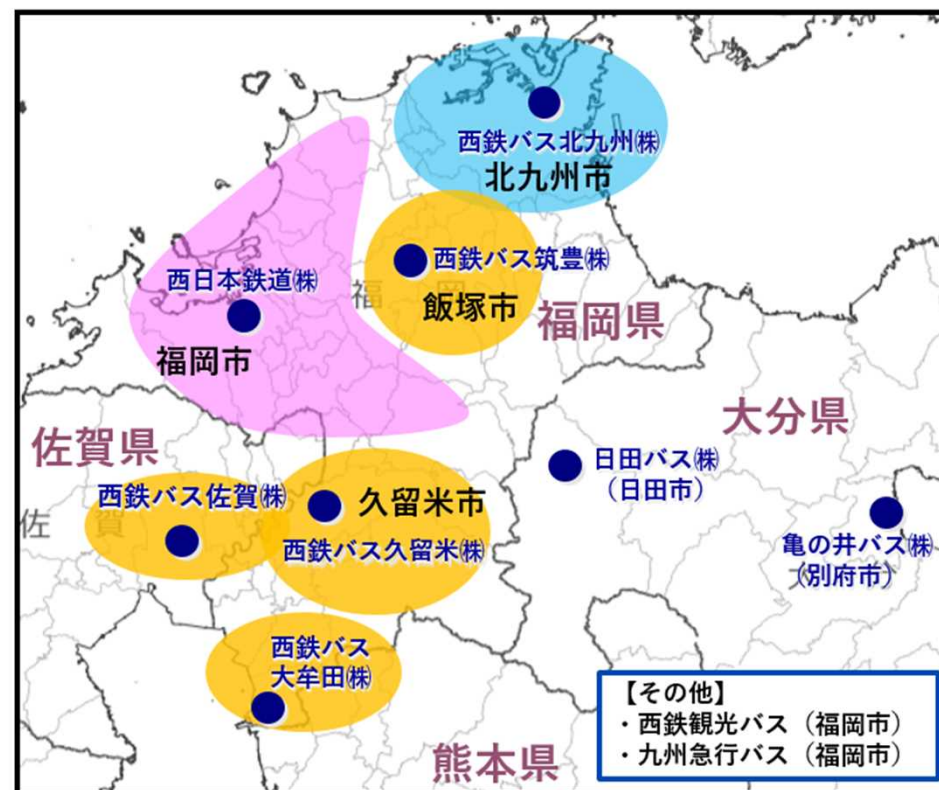 西鉄バス北九州㈱
北九州市
西鉄バス筑豊㈱
飯塚市
福岡
福岡県
西日本鉄道㈱
福岡市
大分県
佐賀県
日田バス㈱
（日田市）
西鉄バス佐賀㈱
佐賀
久留米市
西鉄バス久留米㈱
亀の井バス㈱
（別府市）
西鉄バス
大牟田㈱
熊本県
【その他】
・西鉄観光バス（福岡市）
・九州急行バス（福岡市）